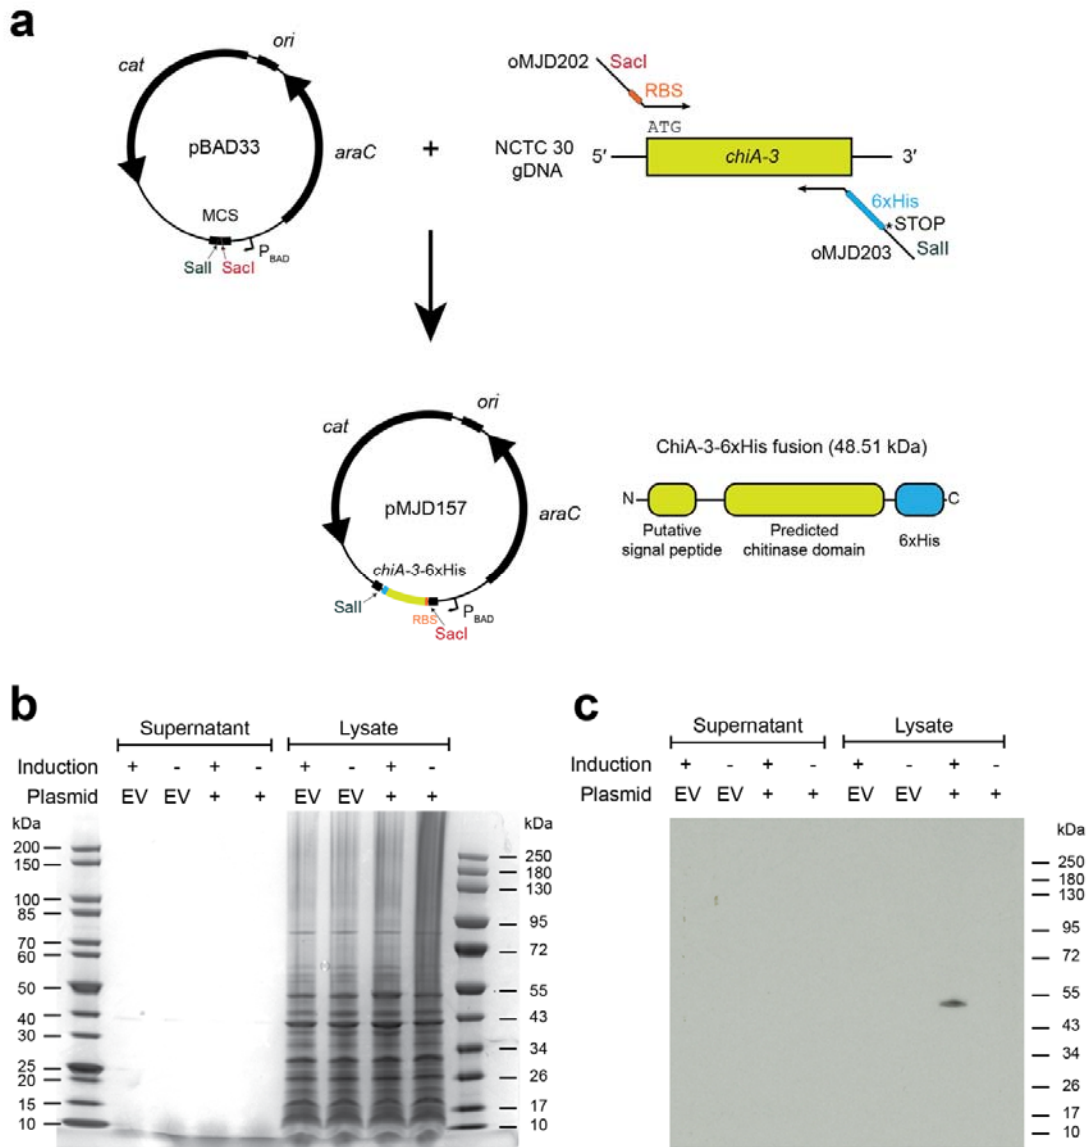 a
cat
ori
pBAD33
araC
MCS
SalI
SacI
PBAD
+
oMJD202
SacI
RBS
ATG
NCTC 30
gDNA
5′
chiA-3
3′
6xHis
*STOP
oMJD203
SalI
cat
ori
pMJD157
araC
chiA-3-6xHis
SalI
RBS
SacI
PBAD
ChiA-3-6xHis fusion (48.51 kDa)
N
C
Putative
signal peptide
Predicted
chitinase domain
6xHis
b
Supernatant
Lysate
Induction + - + - + - + -
Plasmid EV EV + + EV EV + +
kDa
200
150
100
85
70
60
50
40
30
25
20
15
10
kDa
250
180
130
95
72
55
43
34
26
17
10
c
Supernatant
Lysate
Induction + - + - + - + -
Plasmid EV EV + + EV EV + +
kDa
250
180
130
95
72
55
43
34
26
17
10